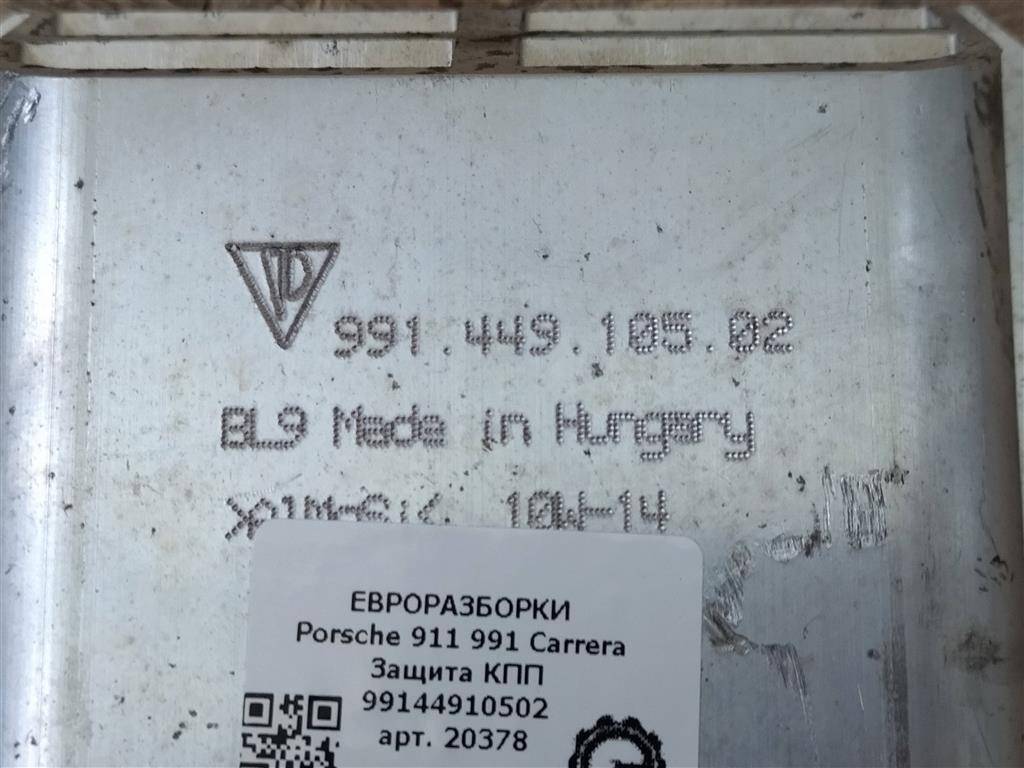 991.449.105.02
BL9 Made in Hungary
10W-14
ЕВРОРАЗБОРКИ
Porsche 911 991 Carrera
Защита КПП
99144910502
арт. 20378